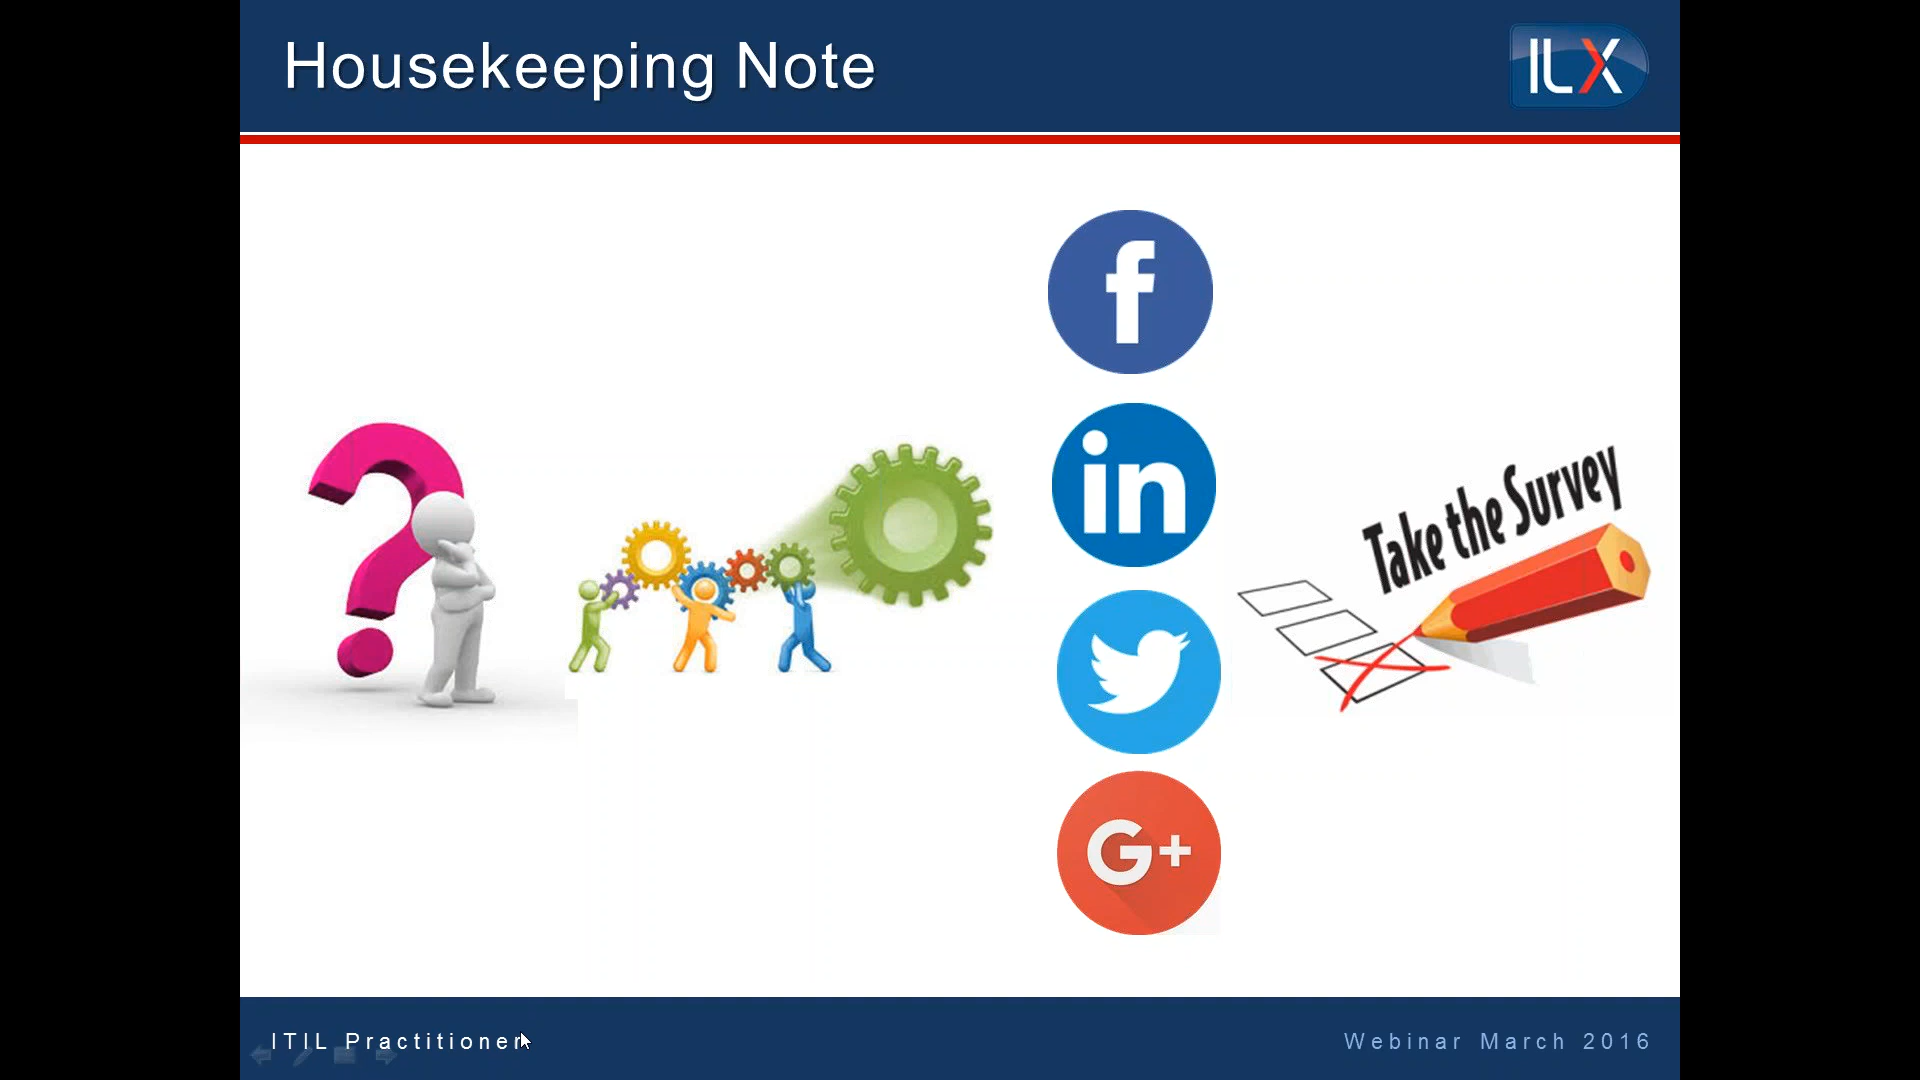 Housekeeping Note
ILX
f
in
Take the Survey
G+
ITIL Practitioner
Webinar March 2016